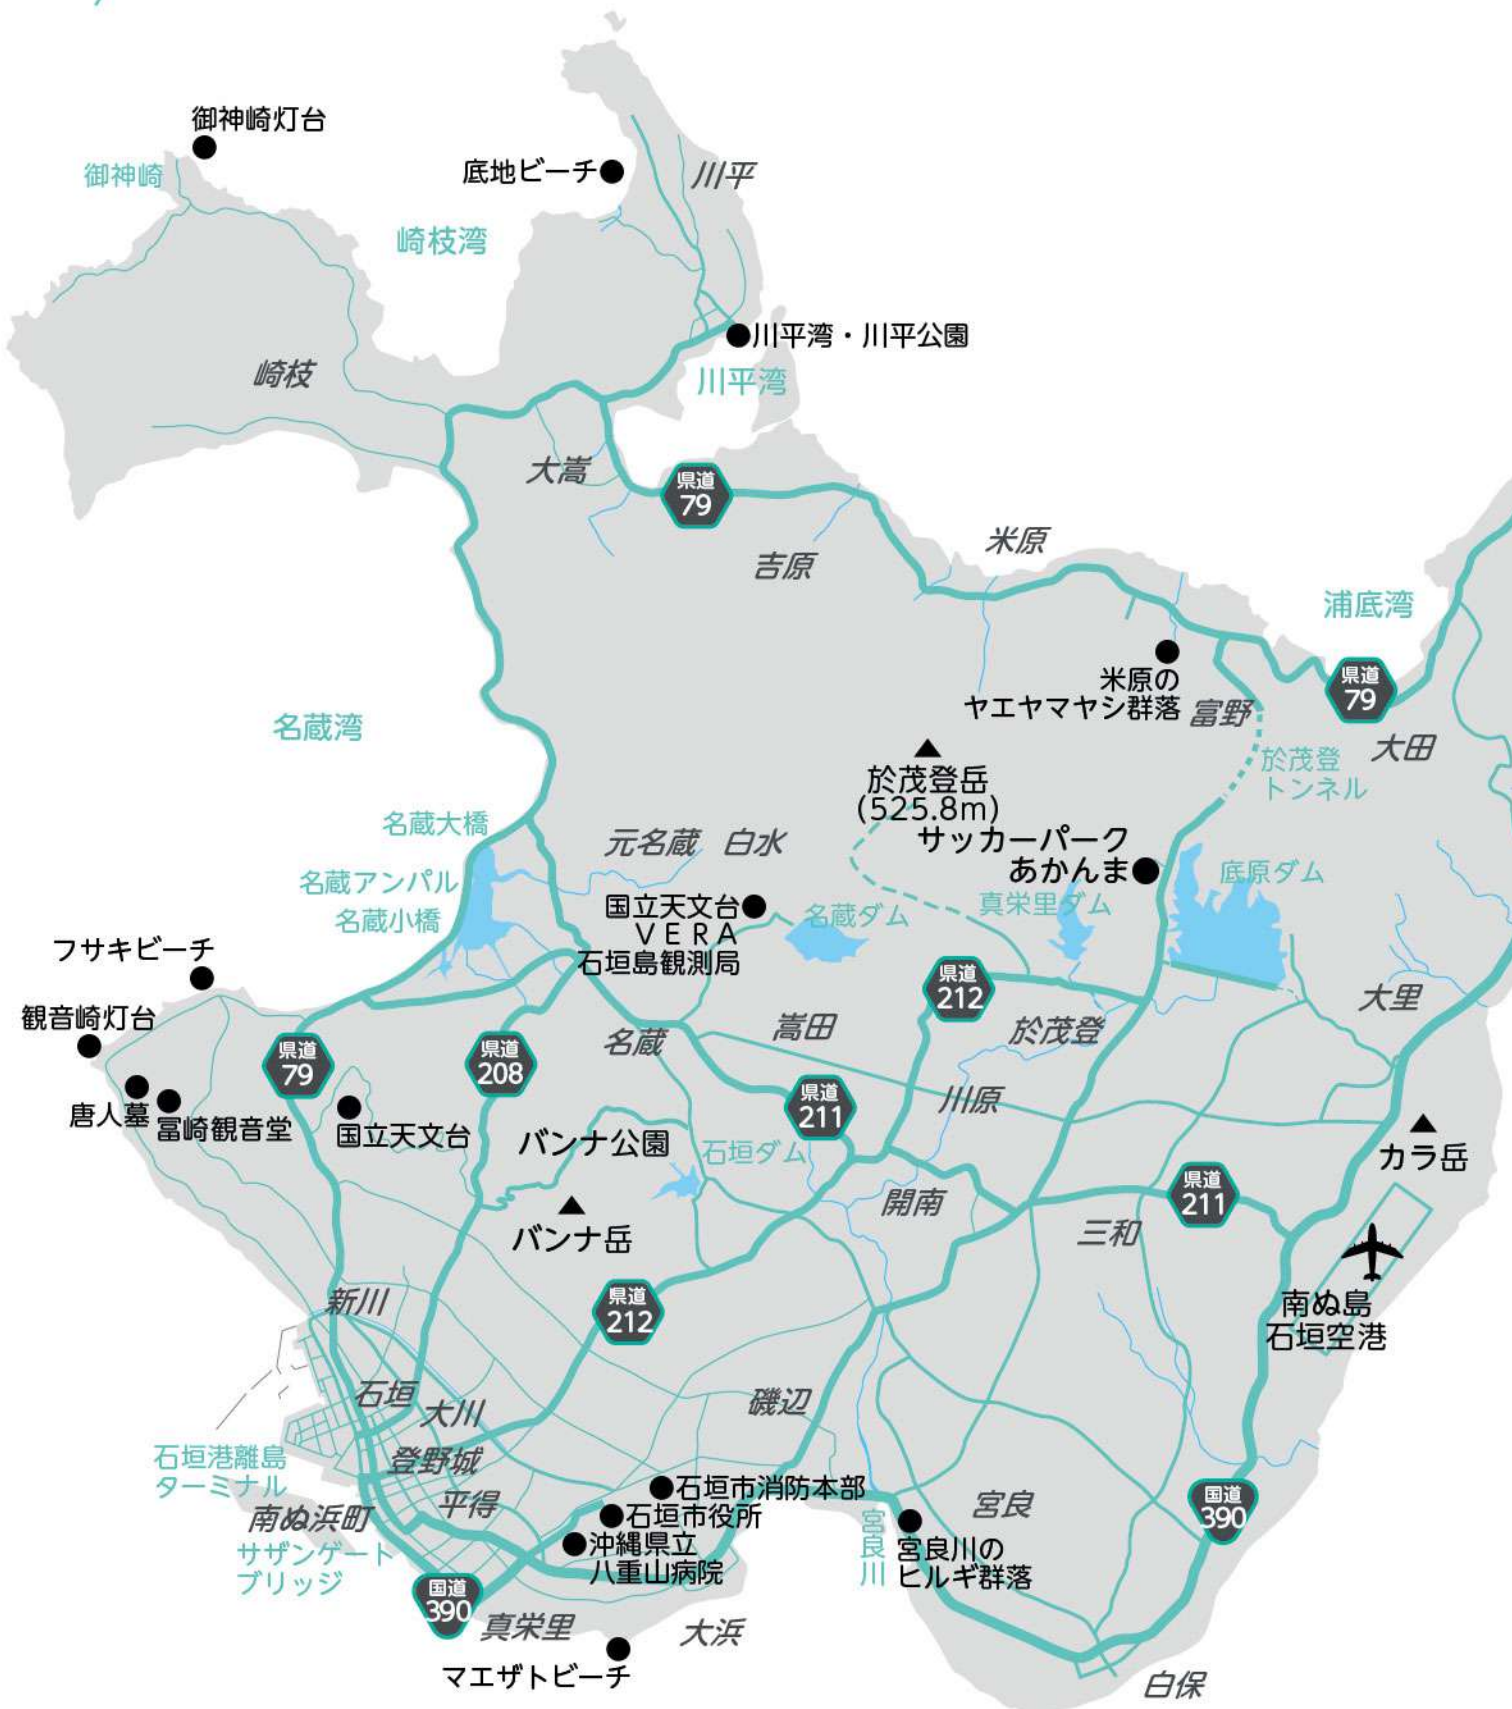 御神崎灯台
御神崎
底地ビーチ
川平
崎枝湾
川平湾・川平公園
川平湾
崎枝
大嵩
県道
79
吉原
米原
浦底湾
米原の
ヤエヤマヤシ群落
富野
県道
79
大田
名蔵湾
於茂登岳
(525.8m)
於茂登
トンネル
名蔵大橋
元名蔵
白水
サッカーパーク
あかんま
底原ダム
名蔵アンパル
名蔵小橋
国立天文台
VERA
石垣島観測局
名蔵ダム
真栄里ダム
フサキビーチ
観音崎灯台
県道
212
大里
県道
79
県道
208
名蔵
嵩田
於茂登
唐人墓
冨崎観音堂
国立天文台
バンナ公園
県道
211
川原
石垣ダム
カラ岳
バンナ岳
開南
県道
211
三和
新川
県道
212
南ぬ島
石垣空港
石垣
大川
磯辺
石垣港離島
ターミナル
登野城
平得
石垣市消防本部
石垣市役所
沖縄県立
八重山病院
南ぬ浜町
サザンゲート
ブリッジ
宮良川
宮良川の
ヒルギ群落
宮良
国道
390
国道
390
真栄里
大浜
マエザトビーチ
白保